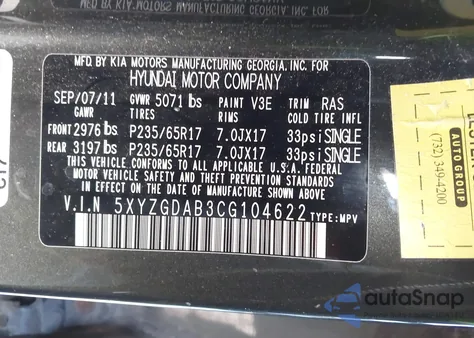 MFD. BY KIA MOTORS MANUFACTURING GEORGIA, INC. FOR
HYUNDAI MOTOR COMPANY
SEP/07/11 GVWR 5071 lbs PAINT V3E TRIM RAS
GAWR TIRES RIMS COLD TIRE INFL
FRONT 2976 lbs P235/65R17 7.0JX17 33psi SINGLE
REAR 3197 lbs P235/65R17 7.0JX17 33psi SINGLE
THIS VEHICLE CONFORMS TO ALL APPLICABLE
U.S.A. FEDERAL MOTOR VEHICLE SAFETY AND
THEFT PREVENTION STANDARDS IN EFFECT ON
THE DATE OF MANUFACTURE SHOWN ABOVE.
V.I.N 5XYZGDAB3CG104622 TYPE: MPV
AUTO GROUP
(732) 349-4200
autaSnap